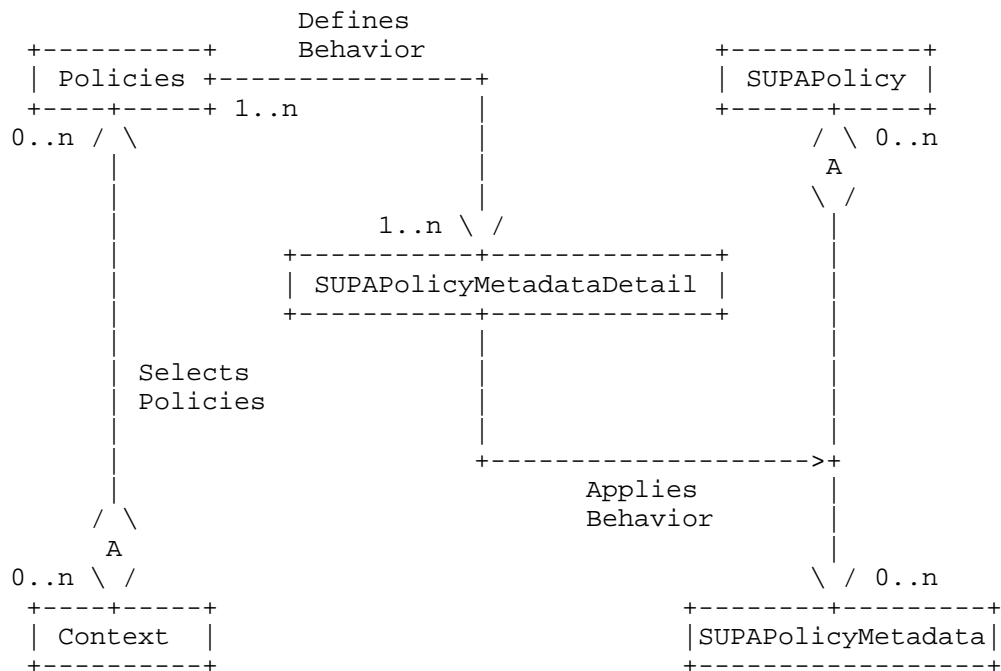 Defines
Behavior
Policies
SUPAPolicy
1..n
0..n
0..n
A
1..n
SUPAPolicyMetadataDetail
Selects
Policies
Applies
Behavior
A
0..n
0..n
Context
SUPAPolicyMetadata